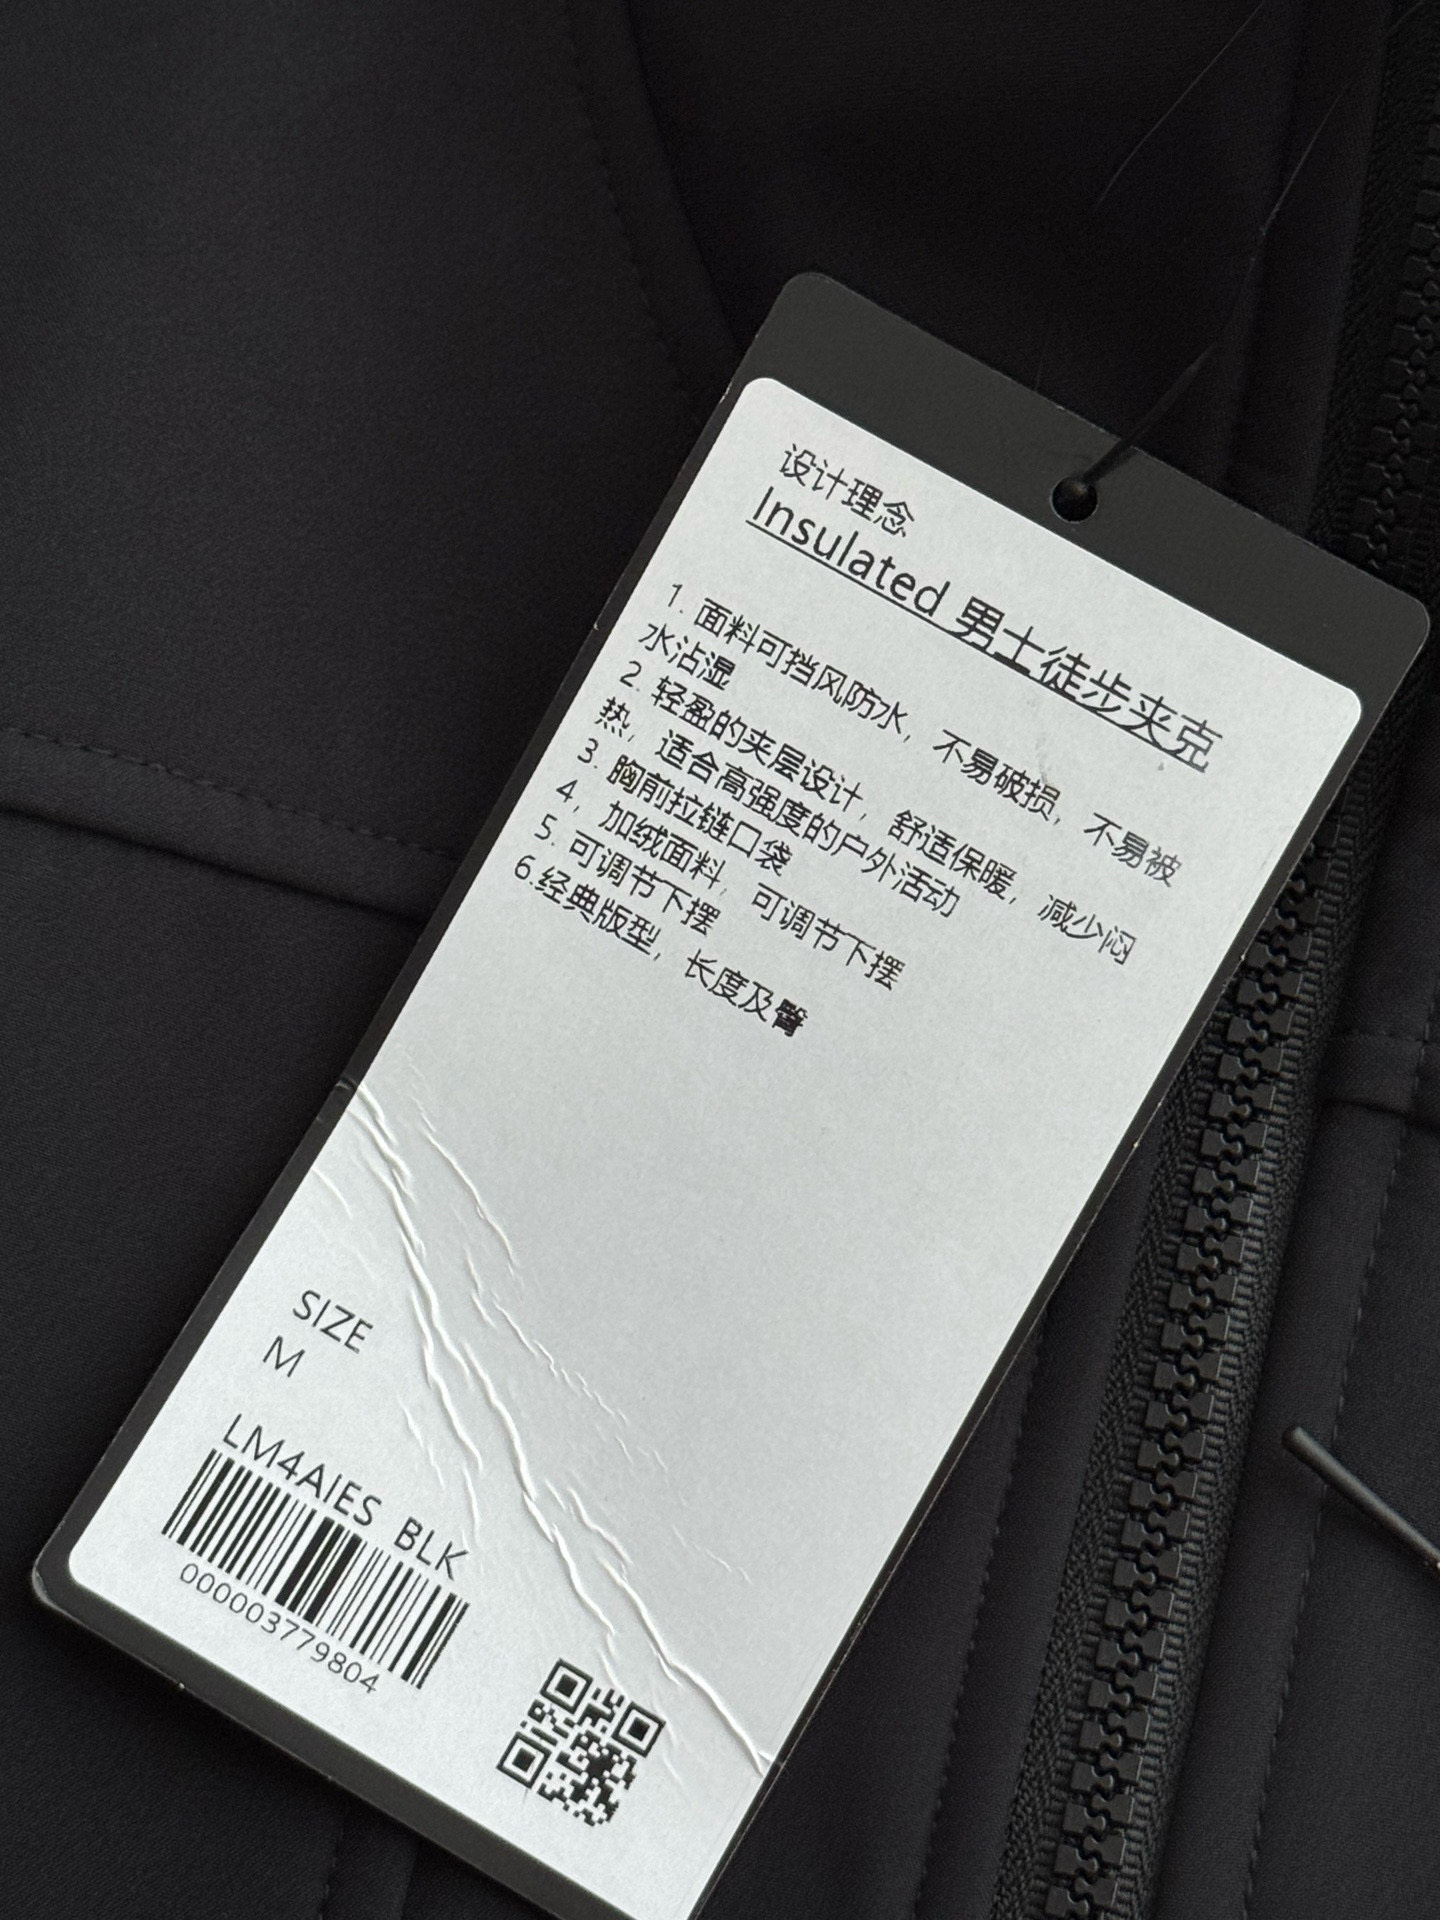 设计理念
Insulated 男士徒步夹克
1. 面料可挡风防水，不易破损，不易被
水沾湿
2. 轻盈的夹层设计，舒适保暖，减少闷
热，适合高强度的户外活动
3. 胸前拉链口袋
4，加绒面料，可调节下摆
5. 可调节下摆
6.经典版型，长度及臀
SIZE
M
LM4AIES BLK
000003779804